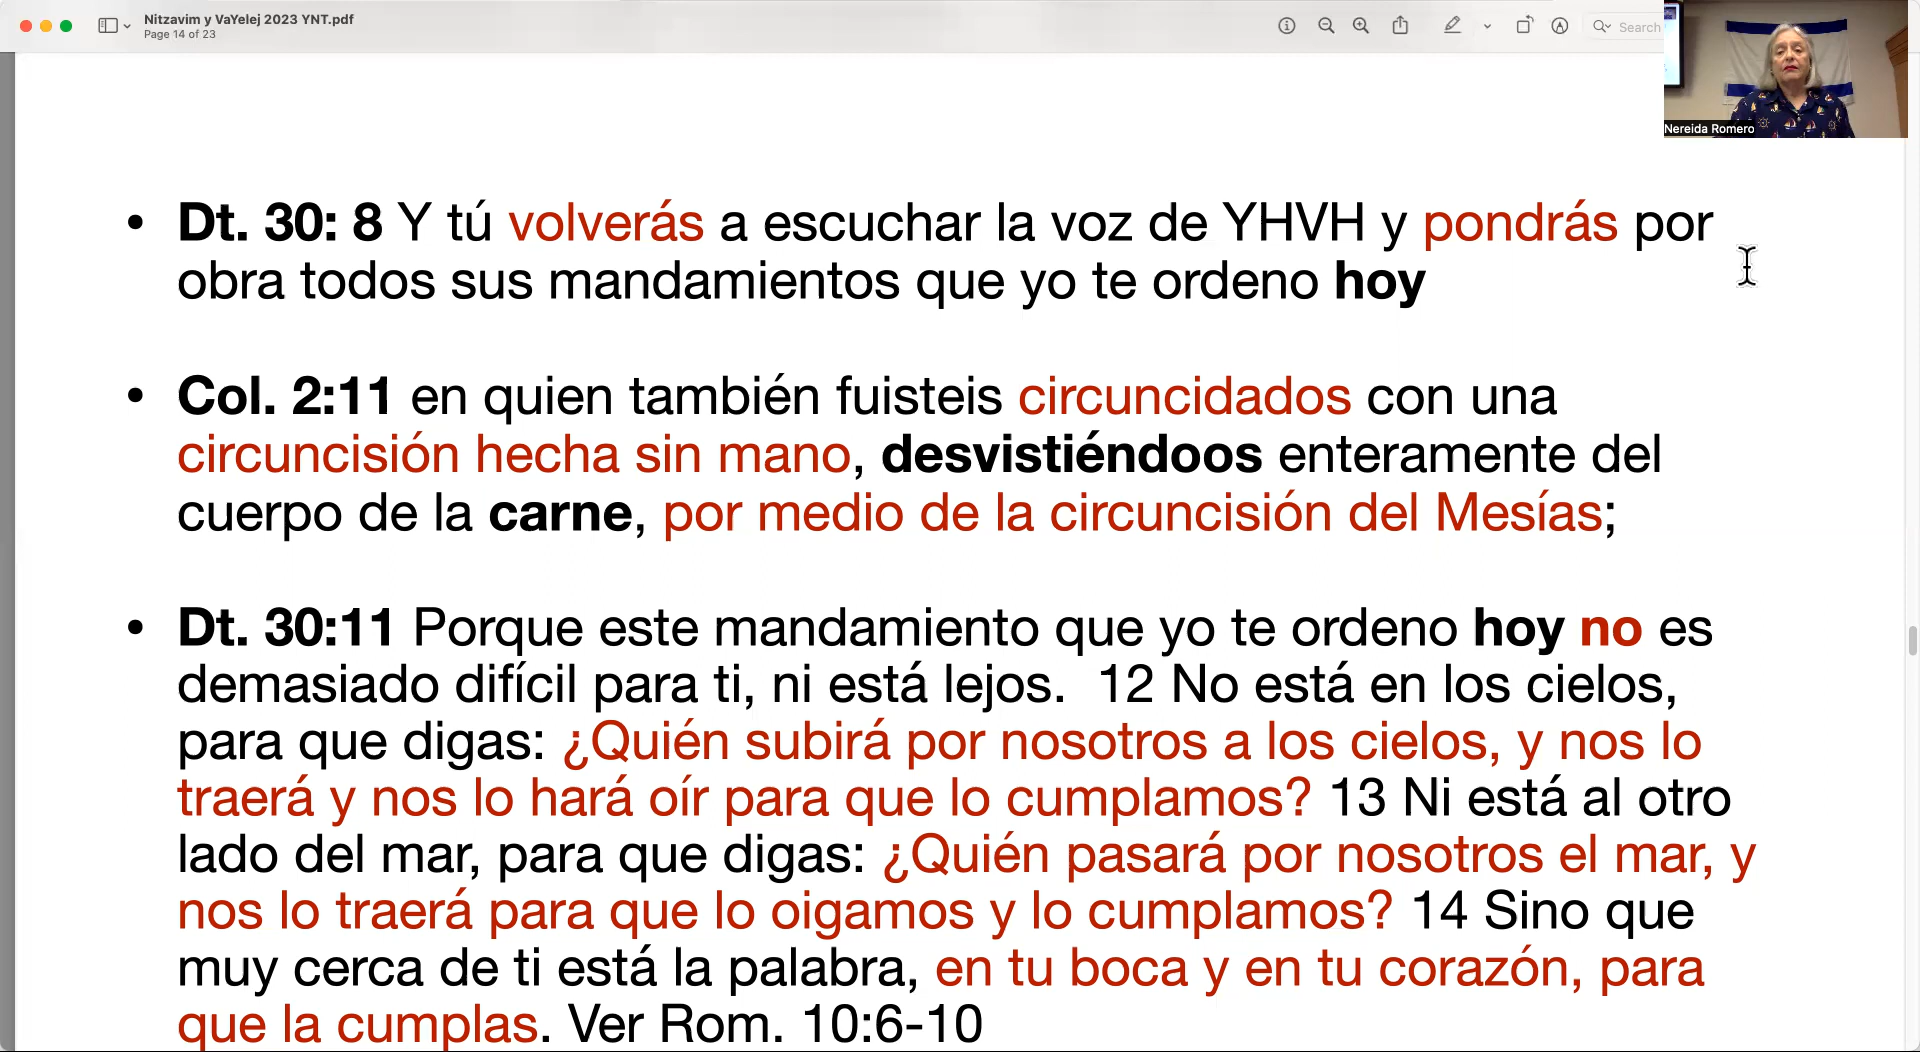 Nitzavim y VaYelej 2023 YNT.pdf
Page 14 of 23
Search
Nereida Romero
• Dt. 30: 8 Y tú volverás a escuchar la voz de YHVH y pondrás por
obra todos sus mandamientos que yo te ordeno hoy
• Col. 2:11 en quien también fuisteis circuncidados con una
circuncisión hecha sin mano, desvistiéndoos enteramente del
cuerpo de la carne, por medio de la circuncisión del Mesías;
• Dt. 30:11 Porque este mandamiento que yo te ordeno hoy no es
demasiado difícil para ti, ni está lejos. 12 No está en los cielos,
para que digas: ¿Quién subirá por nosotros a los cielos, y nos lo
traerá y nos lo hará oír para que lo cumplamos? 13 Ni está al otro
lado del mar, para que digas: ¿Quién pasará por nosotros el mar, y
nos lo traerá para que lo oigamos y lo cumplamos? 14 Sino que
muy cerca de ti está la palabra, en tu boca y en tu corazón, para
que la cumplas. Ver Rom. 10:6-10